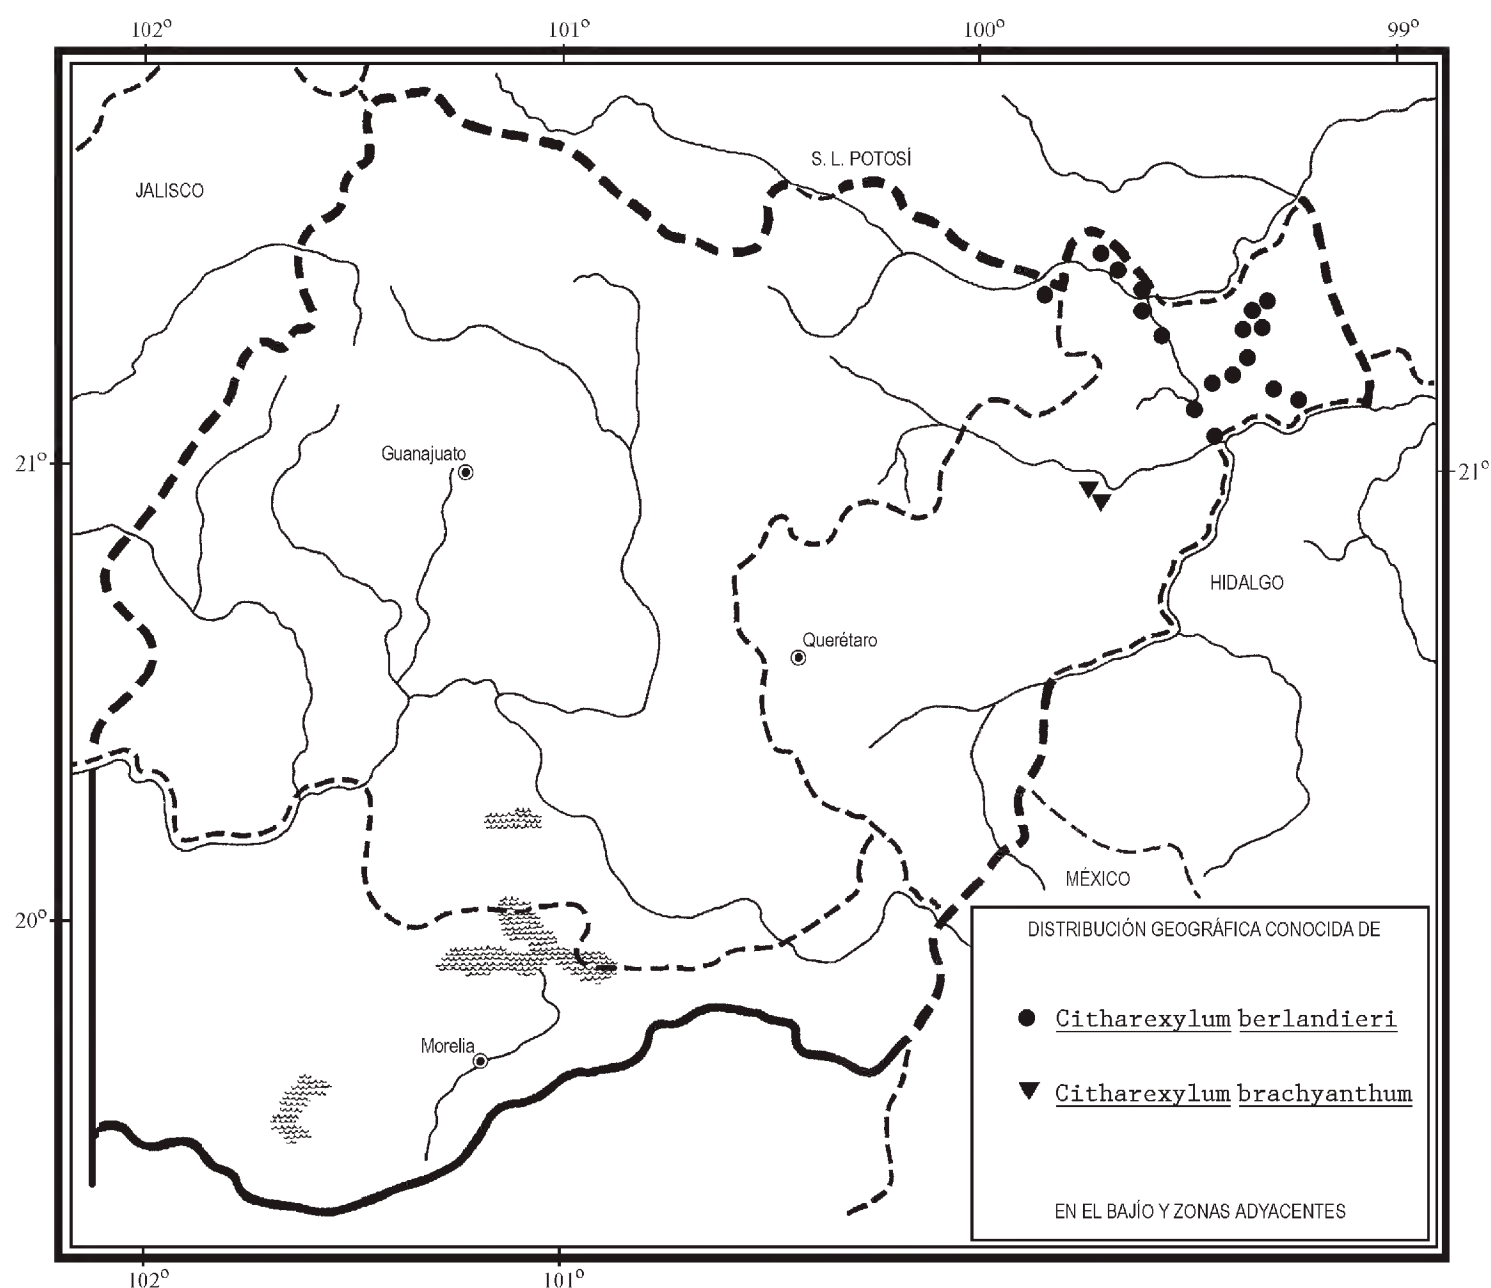 102º 101º 100º 99º
S. L. POTOSÍ
JALISCO
Guanajuato
21º
21º
HIDALGO
Querétaro
MÉXICO
20º
DISTRIBUCIÓN GEOGRÁFICA CONOCIDA DE
Citharexylum berlandieri
Morelia
Citharexylum brachyanthum
EN EL BAJÍO Y ZONAS ADYACENTES
102º 101º